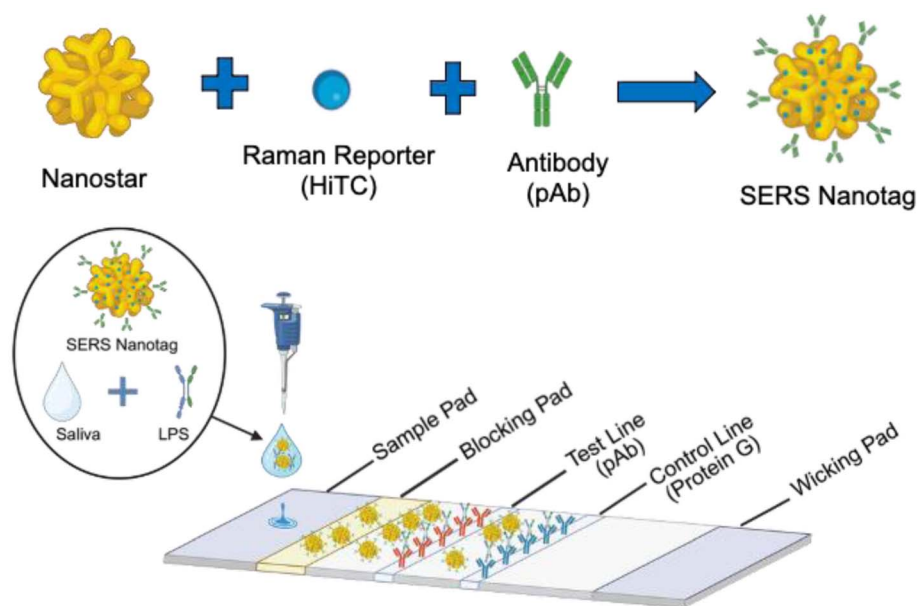 Nanostar
Raman Reporter
(HiTC)
Antibody
(pAb)
SERS Nanotag
SERS Nanotag
Saliva
LPS
Sample Pad
Blocking Pad
Test Line
(pAb)
Control Line
(Protein G)
Wicking Pad